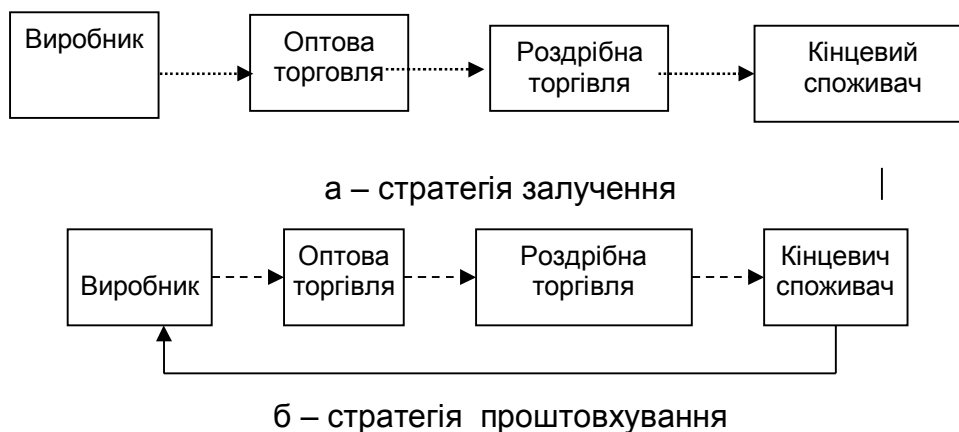 Виробник
Оптова
торговля
Роздрібна
торгівля
Кінцевий
споживач
а – стратегія залучення
Виробник
Оптова
торгівля
Роздрібна
торгівля
Кінцевич
споживач
б – стратегія проштовхування